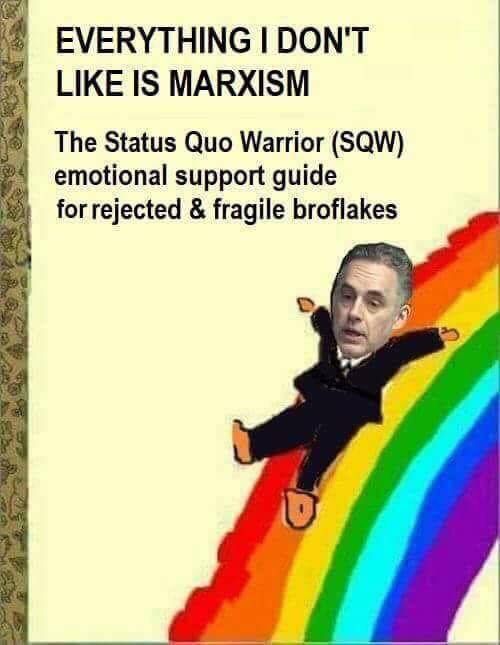 EVERYTHING I DON'T
LIKE IS MARXISM
The Status Quo Warrior (SQW)
emotional support guide
for rejected & fragile broflakes